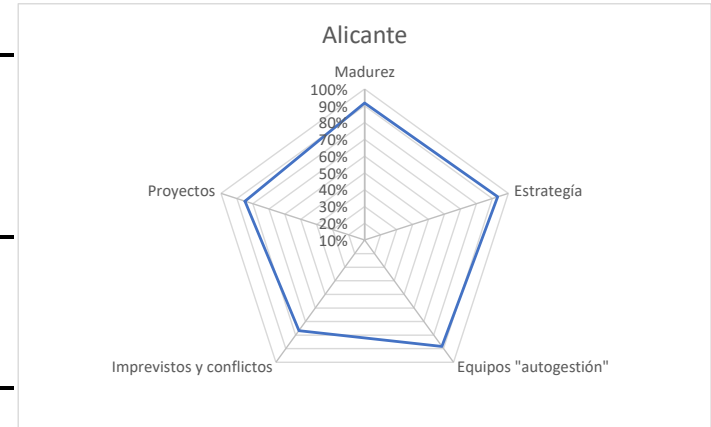 Alicante
Madurez
100%
90%
80%
70%
60%
50%
40%
30%
20%
10%
Proyectos
Estrategía
Imprevistos y conflictos
Equipos "autogestión"